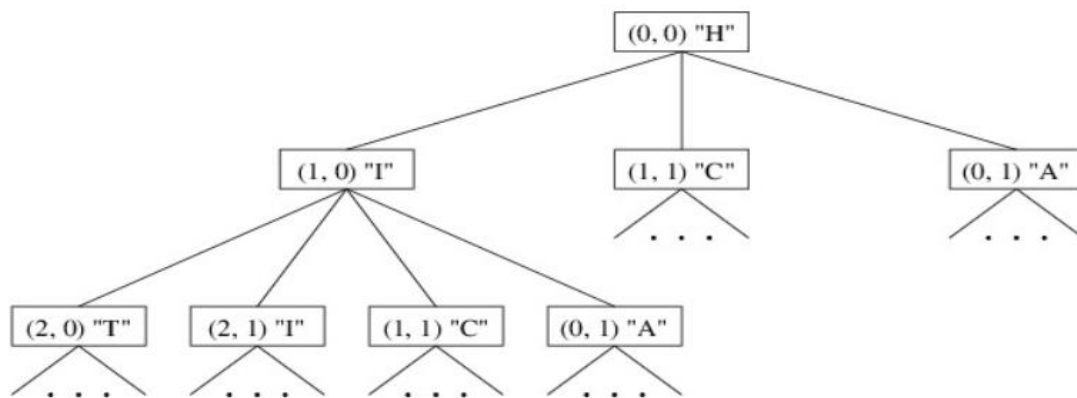 (0, 0) "H"
(1, 0) "I" (1, 1) "C" (0, 1) "A"
. . . . . .
(2, 0) "T" (2, 1) "I" (1, 1) "C" (0, 1) "A"
. . . . . . . . . . . .